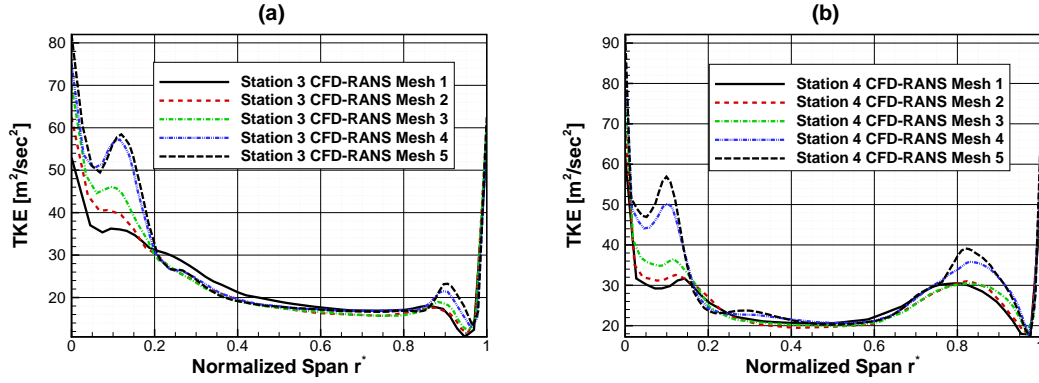 (a)
TKE [m²/sec²]
80
70
60
50
40
30
20
0
0.2
0.4
0.6
0.8
1
Normalized Span r*
Station 3 CFD-RANS Mesh 1
Station 3 CFD-RANS Mesh 2
Station 3 CFD-RANS Mesh 3
Station 3 CFD-RANS Mesh 4
Station 3 CFD-RANS Mesh 5
(b)
TKE [m²/sec²]
90
80
70
60
50
40
30
20
0
0.2
0.4
0.6
0.8
1
Normalized Span r*
Station 4 CFD-RANS Mesh 1
Station 4 CFD-RANS Mesh 2
Station 4 CFD-RANS Mesh 3
Station 4 CFD-RANS Mesh 4
Station 4 CFD-RANS Mesh 5